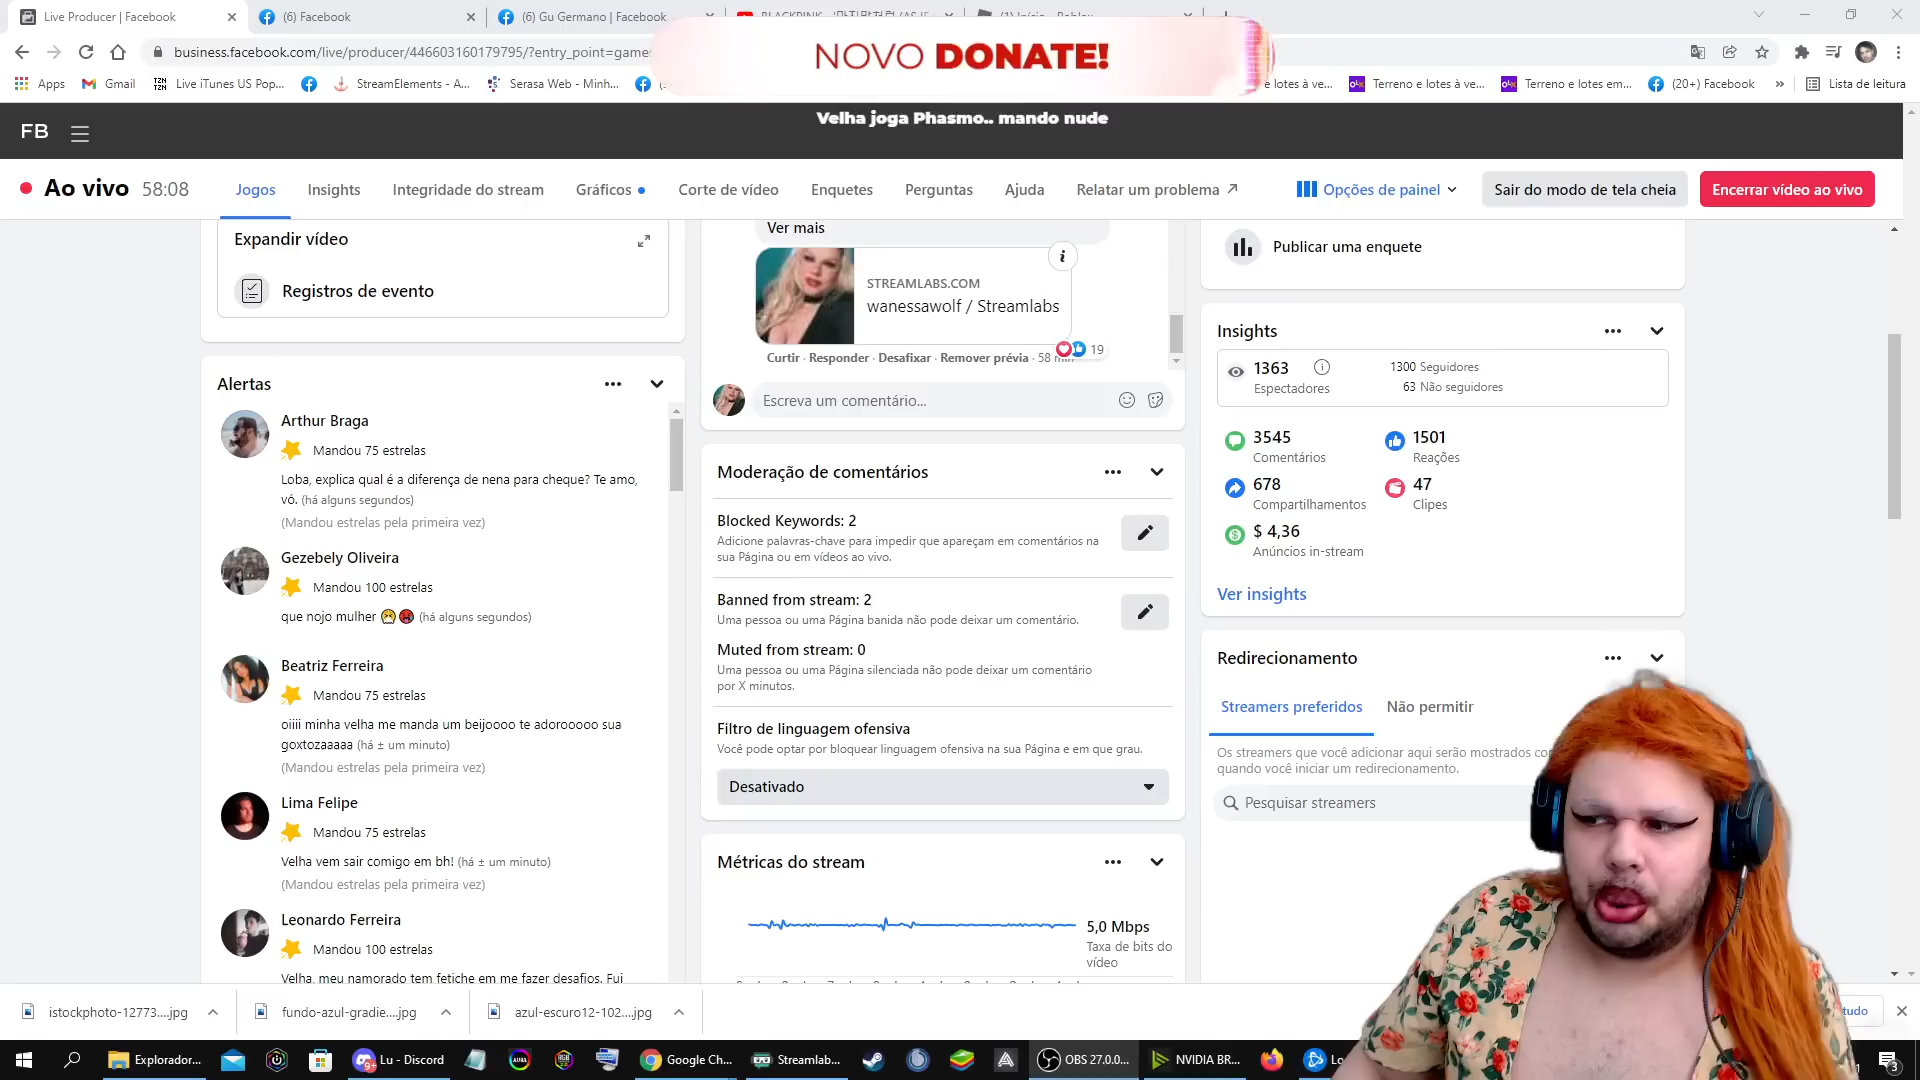 Live Producer | Facebook
(6) Facebook
(6) Gu Germano | Facebook
NOVO DONATE!
business.facebook.com/live/producer/446603160179795/?entry_point=game
Apps
Gmail
Live iTunes US Pop...
StreamElements - A...
Serasa Web - Minh...
e lotes à ve...
Terreno e lotes à ve...
Terreno e lotes em...
(20+) Facebook
»
Lista de leitura
Velha joga Phasmo.. mando nude
FB
Ao vivo 58:08
Jogos
Insights
Integridade do stream
Gráficos
Corte de vídeo
Enquetes
Perguntas
Ajuda
Relatar um problema
Opções de painel
Sair do modo de tela cheia
Encerrar vídeo ao vivo
Expandir vídeo
Registros de evento
Alertas
Arthur Braga
Mandou 75 estrelas
Loba, explica qual é a diferença de nena para cheque? Te amo,
vó. (há alguns segundos)
(Mandou estrelas pela primeira vez)
Gezebely Oliveira
Mandou 100 estrelas
que nojo mulher 🤮🤬 (há alguns segundos)
Beatriz Ferreira
Mandou 75 estrelas
oiiii minha velha me manda um beijoooo te adorooooo sua
goxtozaaaaa (há ± um minuto)
(Mandou estrelas pela primeira vez)
Lima Felipe
Mandou 75 estrelas
Velha vem sair comigo em bh! (há ± um minuto)
(Mandou estrelas pela primeira vez)
Leonardo Ferreira
Mandou 100 estrelas
Velha, meu namorado tem fetiche em me fazer desafios. Fui
Ver mais
STREAMLABS.COM
wanessawolf / Streamlabs
Curtir · Responder · Desafixar · Remover prévia · 58 min
19
Escreva um comentário...
Moderação de comentários
Blocked Keywords: 2
Adicione palavras-chave para impedir que apareçam em comentários na
sua Página ou em vídeos ao vivo.
Banned from stream: 2
Uma pessoa ou uma Página banida não pode deixar um comentário.
Muted from stream: 0
Uma pessoa ou uma Página silenciada não pode deixar um comentário
por X minutos.
Filtro de linguagem ofensiva
Você pode optar por bloquear linguagem ofensiva na sua Página e em que grau.
Desativado
Métricas do stream
5,0 Mbps
Taxa de bits do
vídeo
Publicar uma enquete
Insights
1363
Espectadores
1300 Seguidores
63 Não seguidores
3545
Comentários
1501
Reações
678
Compartilhamentos
47
Clipes
$ 4,36
Anúncios in-stream
Ver insights
Redirecionamento
Streamers preferidos
Não permitir
Os streamers que você adicionar aqui serão mostrados
quando você iniciar um redirecionamento.
Pesquisar streamers
istockphoto-12773....jpg
fundo-azul-gradie....jpg
azul-escuro12-102....jpg
tudo
Explorador...
Lu - Discord
Google Ch...
Streamlab...
OBS 27.0.0...
NVIDIA BR...
Lo
3